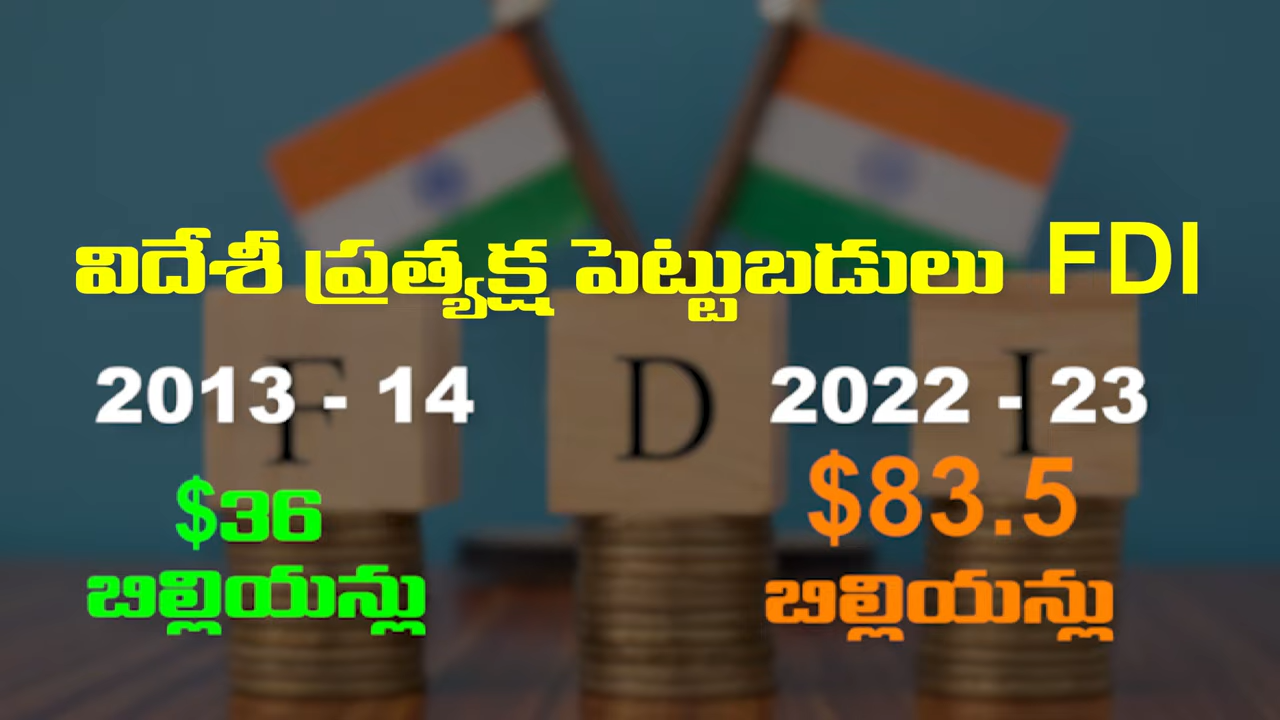 విదేశీ ప్రత్యక్ష పెట్టుబడులు FDI
2013 - 14
2022 - 23
$36
బిల్లియన్లు
$83.5
బిల్లియన్లు
F D I